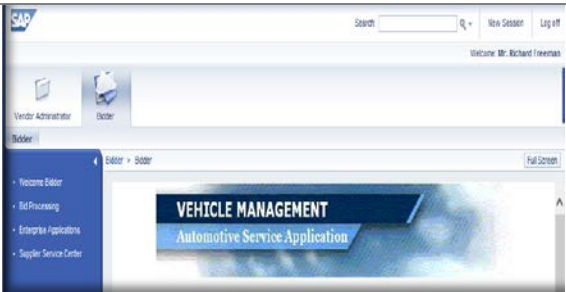 SAP
Search: New Session Log off
Welcome: Mr. Richard Freeman
Vendor Administrator Bidder
Bidder
Bidder > Bidder Full Screen
• Welcome Bidder
• Bid Processing
• Enterprise Applications
• Supplier Service Center
VEHICLE MANAGEMENT
Automotive Service Application